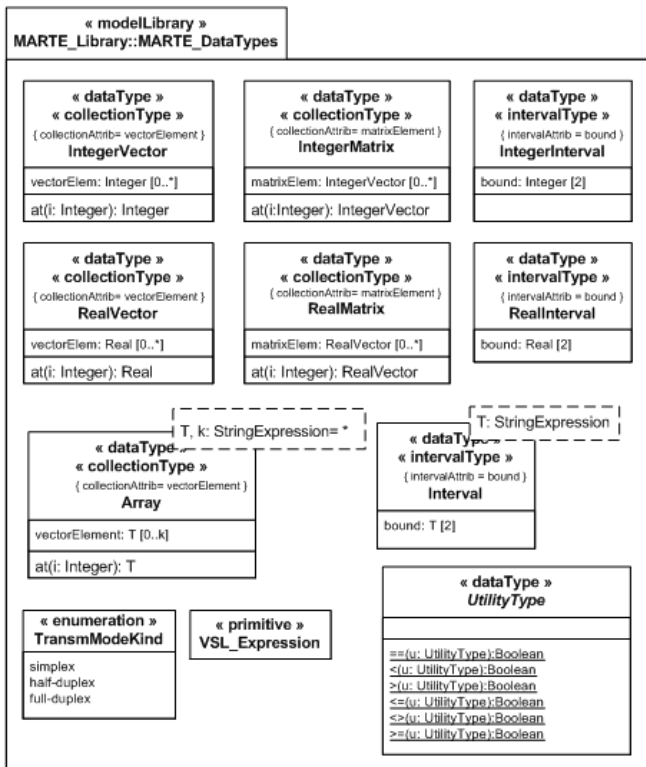 « modelLibrary »
MARTE_Library::MARTE_DataTypes
« dataType »
« collectionType »
{ collectionAttrib= vectorElement }
IntegerVector
vectorElem: Integer [0..*]
at(i: Integer): Integer
« dataType »
« collectionType »
{ collectionAttrib= matrixElement }
IntegerMatrix
matrixElem: IntegerVector [0..*]
at(i:Integer): IntegerVector
« dataType »
« intervalType »
{ intervalAttrib = bound }
IntegerInterval
bound: Integer [2]
« dataType »
« collectionType »
{ collectionAttrib= vectorElement }
RealVector
vectorElem: Real [0..*]
at(i: Integer): Real
« dataType »
« collectionType »
{ collectionAttrib= matrixElement }
RealMatrix
matrixElem: RealVector [0..*]
at(i: Integer): RealVector
« dataType »
« intervalType »
{ intervalAttrib = bound }
RealInterval
bound: Real [2]
T, k: StringExpression= *
« dataType »
« collectionType »
{ collectionAttrib= vectorElement }
Array
vectorElement: T [0..k]
at(i: Integer): T
T: StringExpression
« dataType »
« intervalType »
{ intervalAttrib = bound }
Interval
bound: T [2]
« enumeration »
TransmModeKind
simplex
half-duplex
full-duplex
« primitive »
VSL_Expression
« dataType »
UtilityType
==(u: UtilityType):Boolean
<(u: UtilityType):Boolean
>(u: UtilityType):Boolean
<=(u: UtilityType):Boolean
<>(u: UtilityType):Boolean
>=(u: UtilityType):Boolean